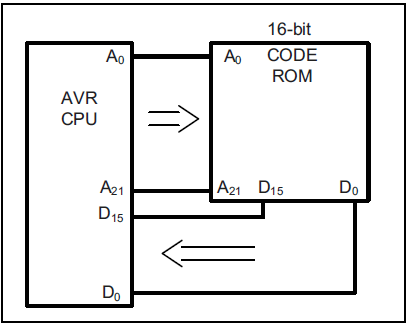 16-bit
A0 A0 CODE
ROM
AVR
CPU
A21 A21 D15 D0
D15
D0